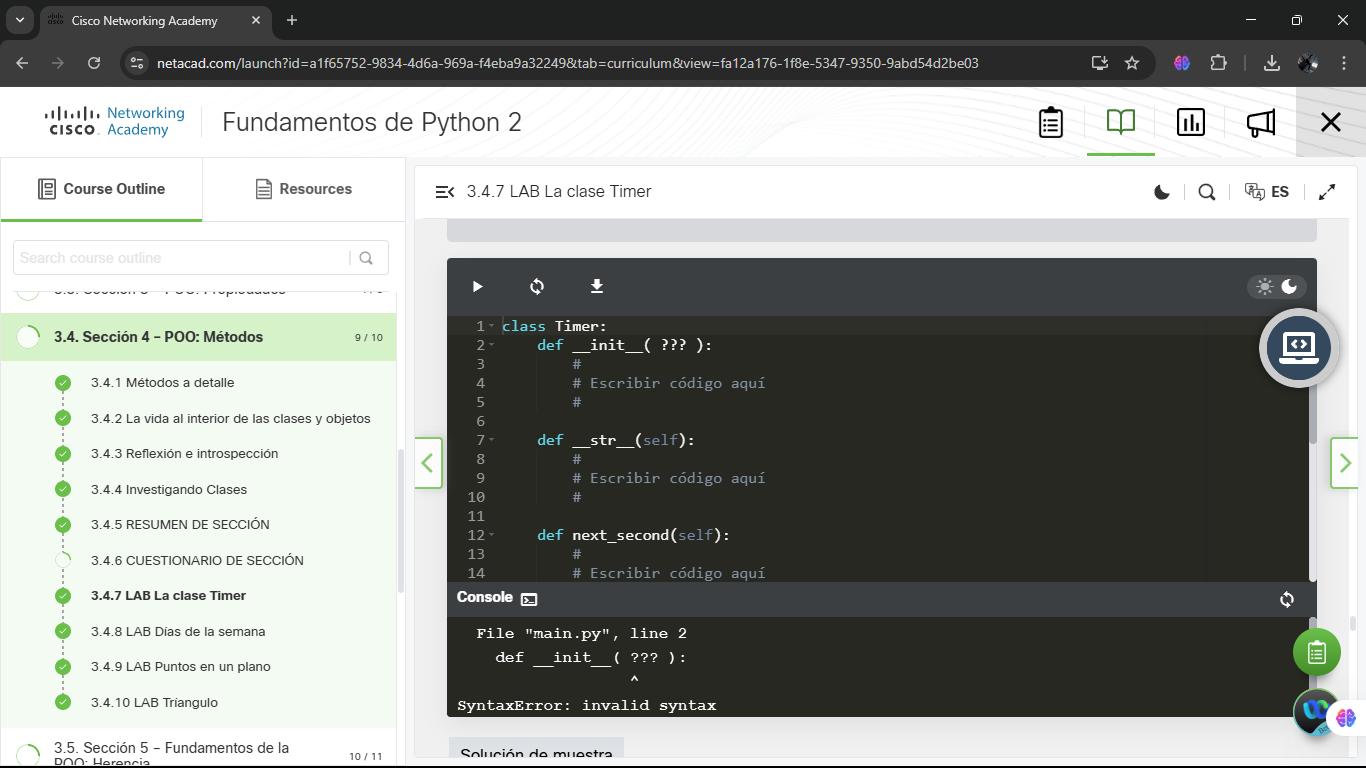 Cisco Networking Academy
netacad.com/launch?id=a1f65752-9834-4d6a-969a-f4eba9a32249&tab=curriculum&view=fa12a176-1f8e-5347-9350-9abd54d2be03
CISCO Networking Academy
Fundamentos de Python 2
Course Outline
Resources
Search course outline
3.4. Sección 4 – POO: Métodos
9 / 10
3.4.1 Métodos a detalle
3.4.2 La vida al interior de las clases y objetos
3.4.3 Reflexión e introspección
3.4.4 Investigando Clases
3.4.5 RESUMEN DE SECCIÓN
3.4.6 CUESTIONARIO DE SECCIÓN
3.4.7 LAB La clase Timer
3.4.8 LAB Días de la semana
3.4.9 LAB Puntos en un plano
3.4.10 LAB Tríangulo
3.5. Sección 5 – Fundamentos de la
POO: Herencia
10 / 11
3.4.7 LAB La clase Timer
ES
1 class Timer:
2 def __init__( ??? ):
3 #
4 # Escribir código aquí
5 #
6
7 def __str__(self):
8 #
9 # Escribir código aquí
10 #
11
12 def next_second(self):
13 #
14 # Escribir código aquí
Console
File "main.py", line 2
def __init__( ??? ):
^
SyntaxError: invalid syntax
Solución de muestra